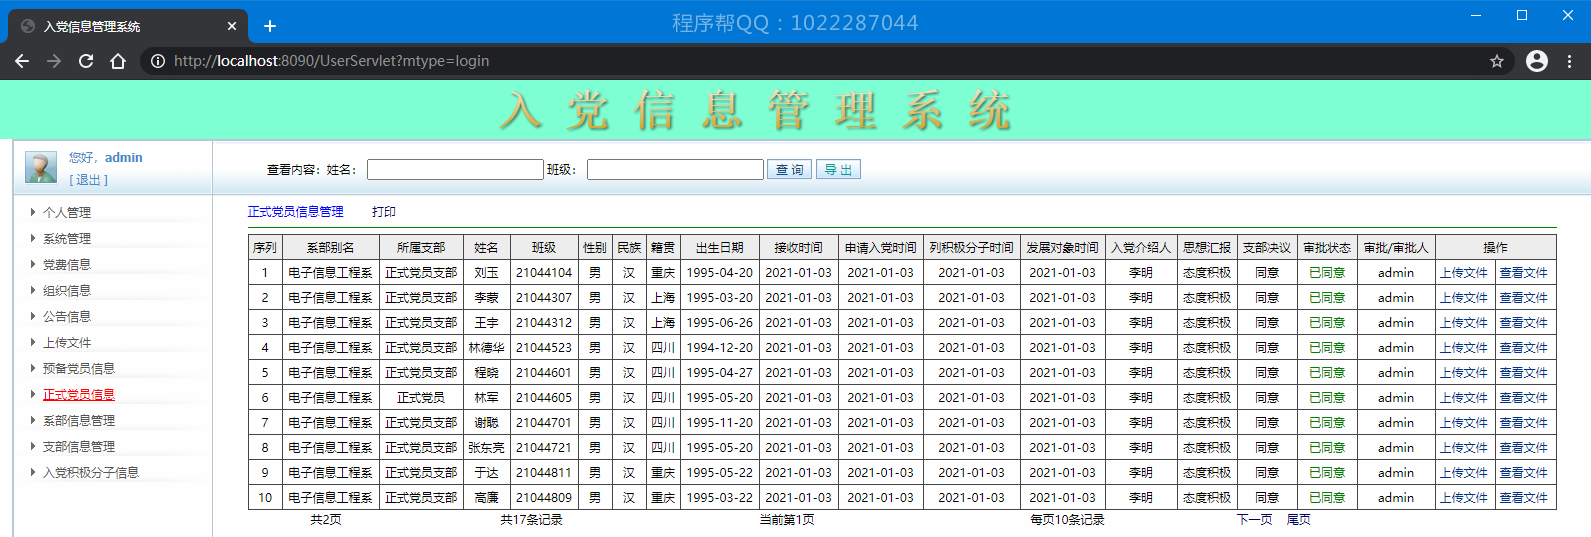 入党信息管理系统
程序帮QQ：1022287044
http://localhost:8090/UserServlet?mtype=login
入党信息管理系统
您好，admin
[ 退出 ]
查看内容: 姓名： 班级： 查 询 导 出
个人管理
系统管理
党费信息
组织信息
公告信息
上传文件
预备党员信息
正式党员信息
系部信息管理
支部信息管理
入党积极分子信息
正式党员信息管理 打印
序列 系部别名 所属支部 姓名 班级 性别 民族 籍贯 出生日期 接收时间 申请入党时间 列积极分子时间 发展对象时间 入党介绍人 思想汇报 支部决议 审批状态 审批/审批人 操作
1 电子信息工程系 正式党员支部 刘玉 21044104 男 汉 重庆 1995-04-20 2021-01-03 2021-01-03 2021-01-03 2021-01-03 李明 态度积极 同意 已同意 admin 上传文件 查看文件
2 电子信息工程系 正式党员支部 李蒙 21044307 男 汉 上海 1995-03-20 2021-01-03 2021-01-03 2021-01-03 2021-01-03 李明 态度积极 同意 已同意 admin 上传文件 查看文件
3 电子信息工程系 正式党员支部 王宇 21044312 男 汉 上海 1995-06-26 2021-01-03 2021-01-03 2021-01-03 2021-01-03 李明 态度积极 同意 已同意 admin 上传文件 查看文件
4 电子信息工程系 正式党员支部 林德华 21044523 男 汉 四川 1994-12-20 2021-01-03 2021-01-03 2021-01-03 2021-01-03 李明 态度积极 同意 已同意 admin 上传文件 查看文件
5 电子信息工程系 正式党员支部 程晓 21044601 男 汉 四川 1995-04-27 2021-01-03 2021-01-03 2021-01-03 2021-01-03 李明 态度积极 同意 已同意 admin 上传文件 查看文件
6 电子信息工程系 正式党员 林军 21044605 男 汉 四川 1995-05-20 2021-01-03 2021-01-03 2021-01-03 2021-01-03 李明 态度积极 同意 已同意 admin 上传文件 查看文件
7 电子信息工程系 正式党员支部 谢聪 21044701 男 汉 四川 1995-11-20 2021-01-03 2021-01-03 2021-01-03 2021-01-03 李明 态度积极 同意 已同意 admin 上传文件 查看文件
8 电子信息工程系 正式党员支部 张东亮 21044721 男 汉 四川 1995-05-20 2021-01-03 2021-01-03 2021-01-03 2021-01-03 李明 态度积极 同意 已同意 admin 上传文件 查看文件
9 电子信息工程系 正式党员支部 于达 21044811 男 汉 重庆 1995-05-22 2021-01-03 2021-01-03 2021-01-03 2021-01-03 李明 态度积极 同意 已同意 admin 上传文件 查看文件
10 电子信息工程系 正式党员支部 高廉 21044809 男 汉 重庆 1995-03-22 2021-01-03 2021-01-03 2021-01-03 2021-01-03 李明 态度积极 同意 已同意 admin 上传文件 查看文件
共2页 共17条记录 当前第1页 每页10条记录 下一页 尾页